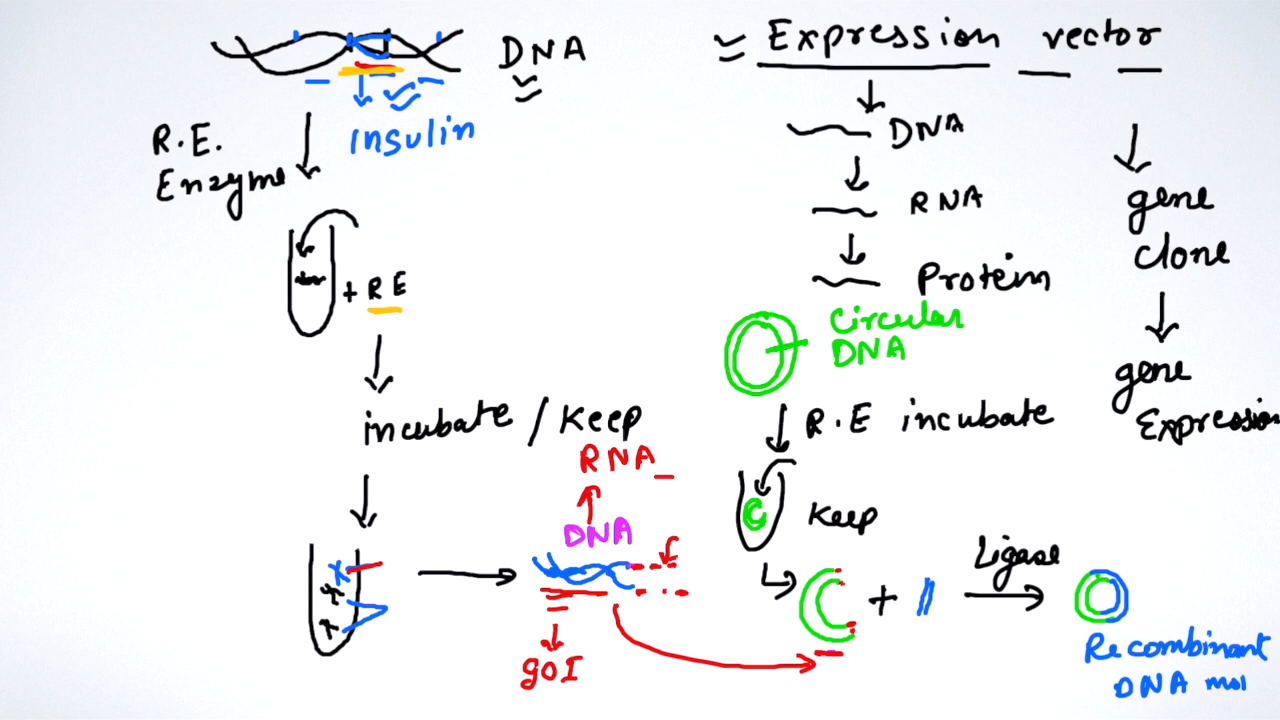 DNA
Insulin
R.E.
Enzyme
+ RE
incubate / Keep
RNA
DNA
gOI
Expression vector
DNA
RNA
Protein
gene
clone
gene
Expression
Circular
DNA
R.E incubate
C
Keep
+
Ligase
Recombinant
DNA mol